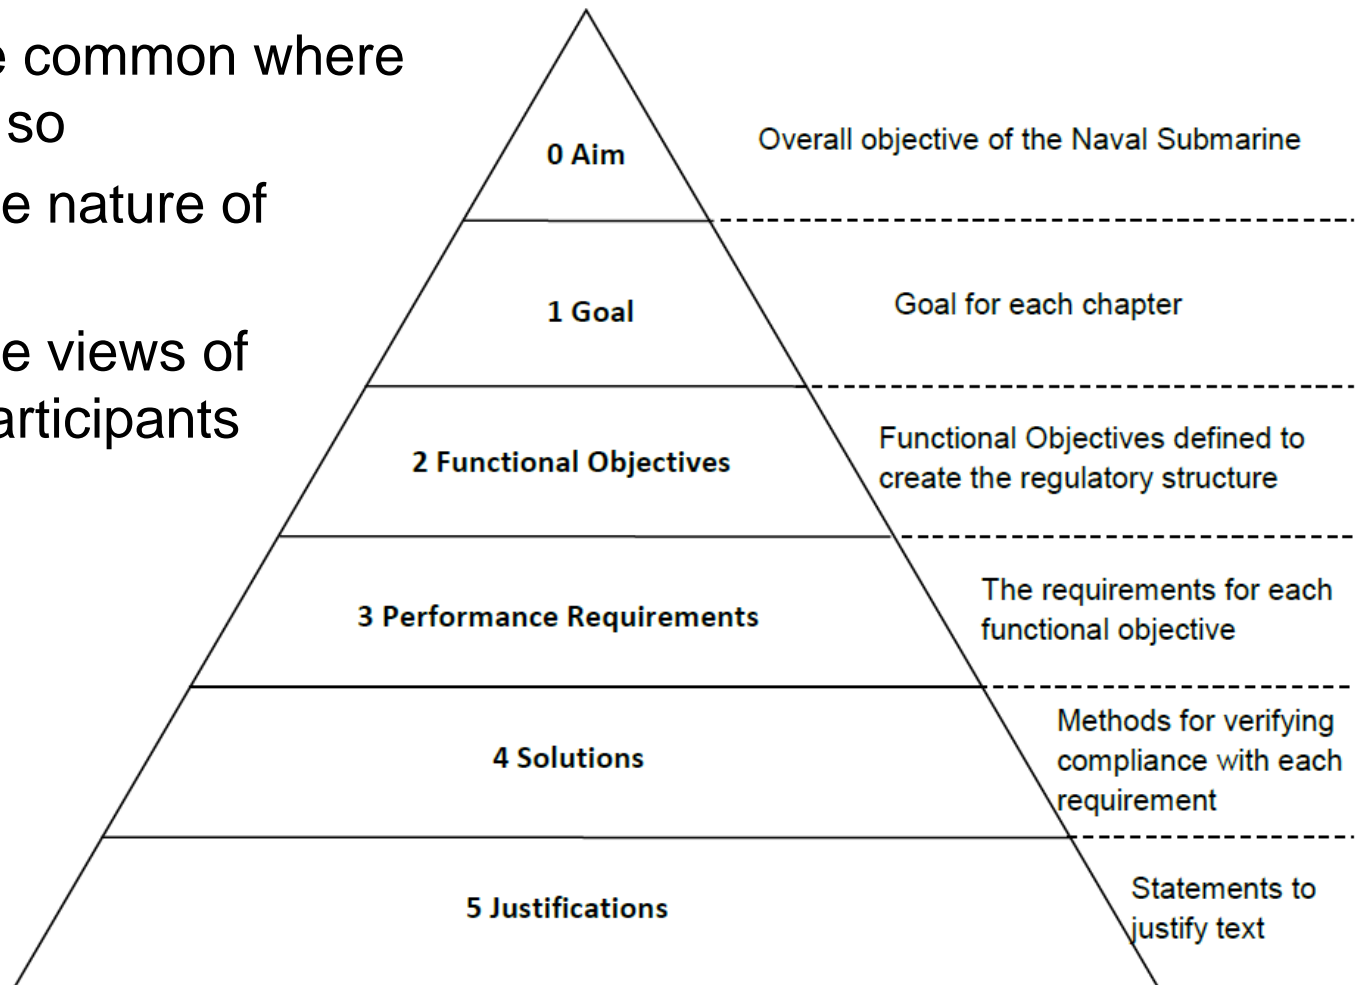 common where
so
nature of
views of
0 Aim
Overall objective of the Naval Submarine
1 Goal
Goal for each chapter
2 Functional Objectives
Functional Objectives defined to
create the regulatory structure
3 Performance Requirements
The requirements for each
functional objective
4 Solutions
Methods for verifying
compliance with each
requirement
5 Justifications
Statements to
justify text